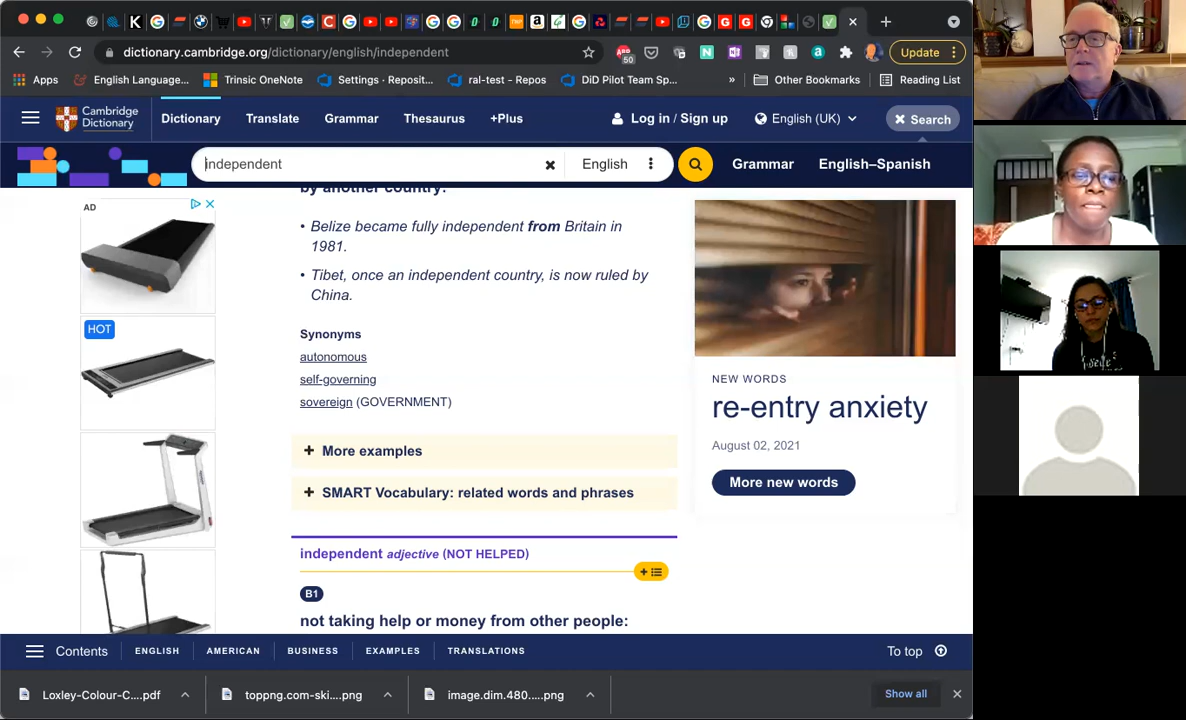 dictionary.cambridge.org/dictionary/english/independent
50
Update
Apps
English Language...
Trinsic OneNote
Settings · Reposit...
ral-test - Repos
DiD Pilot Team Sp...
»
Other Bookmarks
Reading List
Cambridge
Dictionary
Dictionary
Translate
Grammar
Thesaurus
+Plus
Log in / Sign up
English (UK)
Search
independent
English
Grammar
English–Spanish
by another country:
AD
• Belize became fully independent from Britain in
1981.
• Tibet, once an independent country, is now ruled by
China.
HOT
Synonyms
autonomous
self-governing
sovereign (GOVERNMENT)
+ More examples
+ SMART Vocabulary: related words and phrases
NEW WORDS
re-entry anxiety
August 02, 2021
More new words
independent adjective (NOT HELPED)
B1
not taking help or money from other people:
Contents
ENGLISH
AMERICAN
BUSINESS
EXAMPLES
TRANSLATIONS
To top
Loxley-Colour-C....pdf
toppng.com-ski....png
image.dim.480.....png
Show all